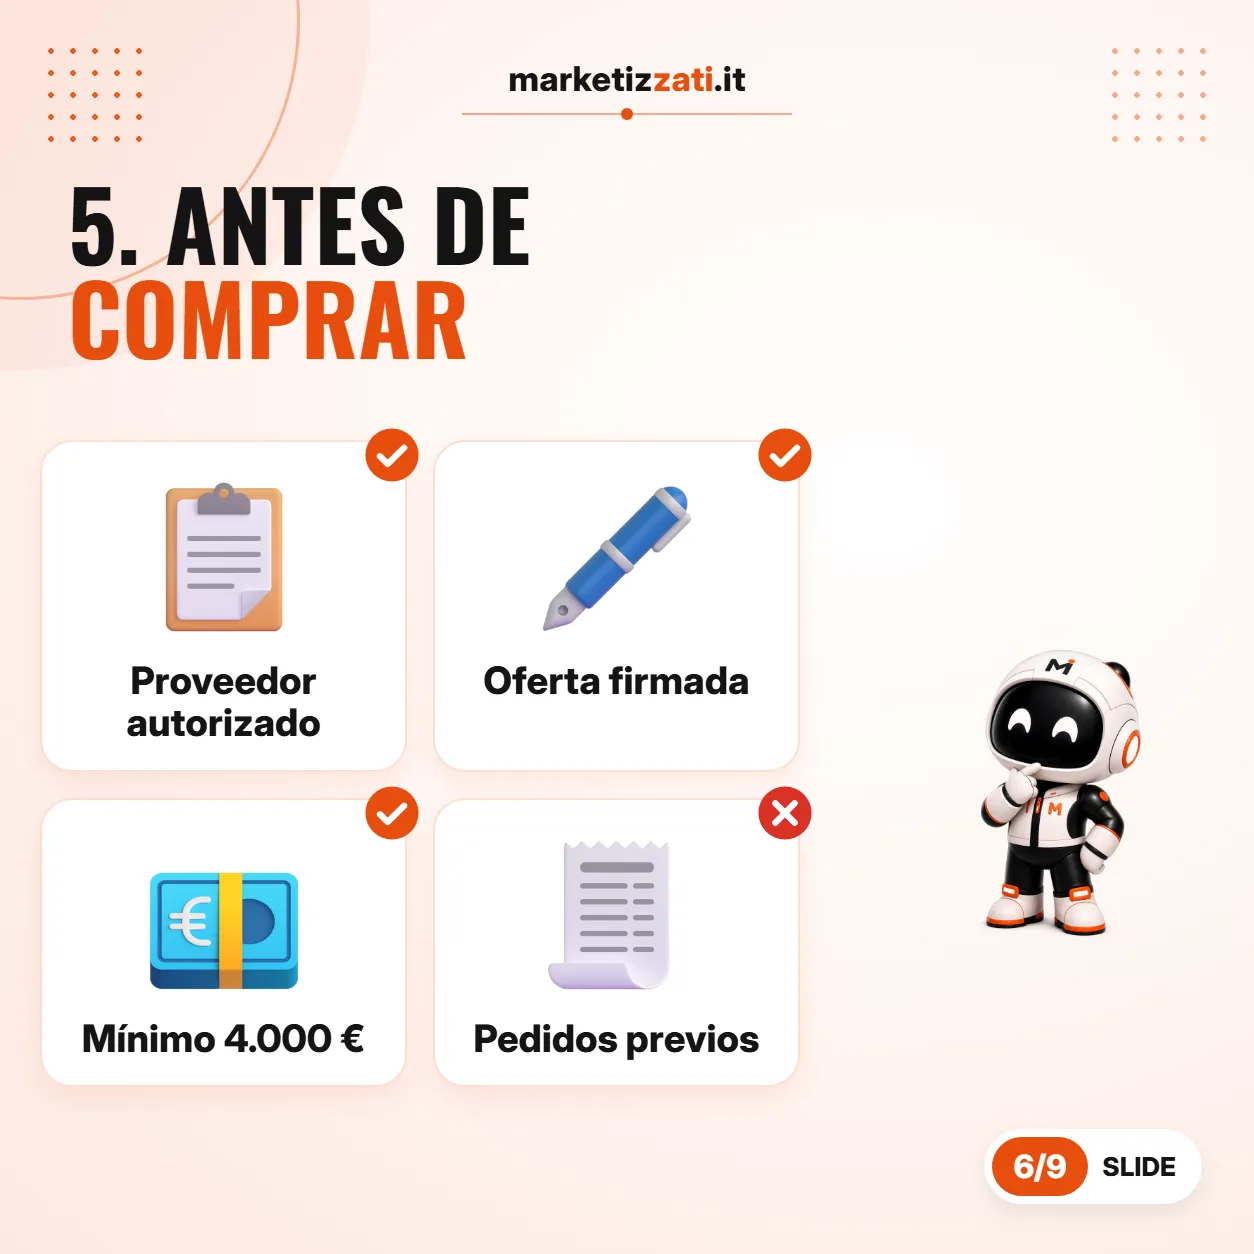 marketizzati.it
5. ANTES DE
COMPRAR
Proveedor
autorizado
Oferta firmada
€
Mínimo 4.000 €
Pedidos previos
M
M
6/9 SLIDE